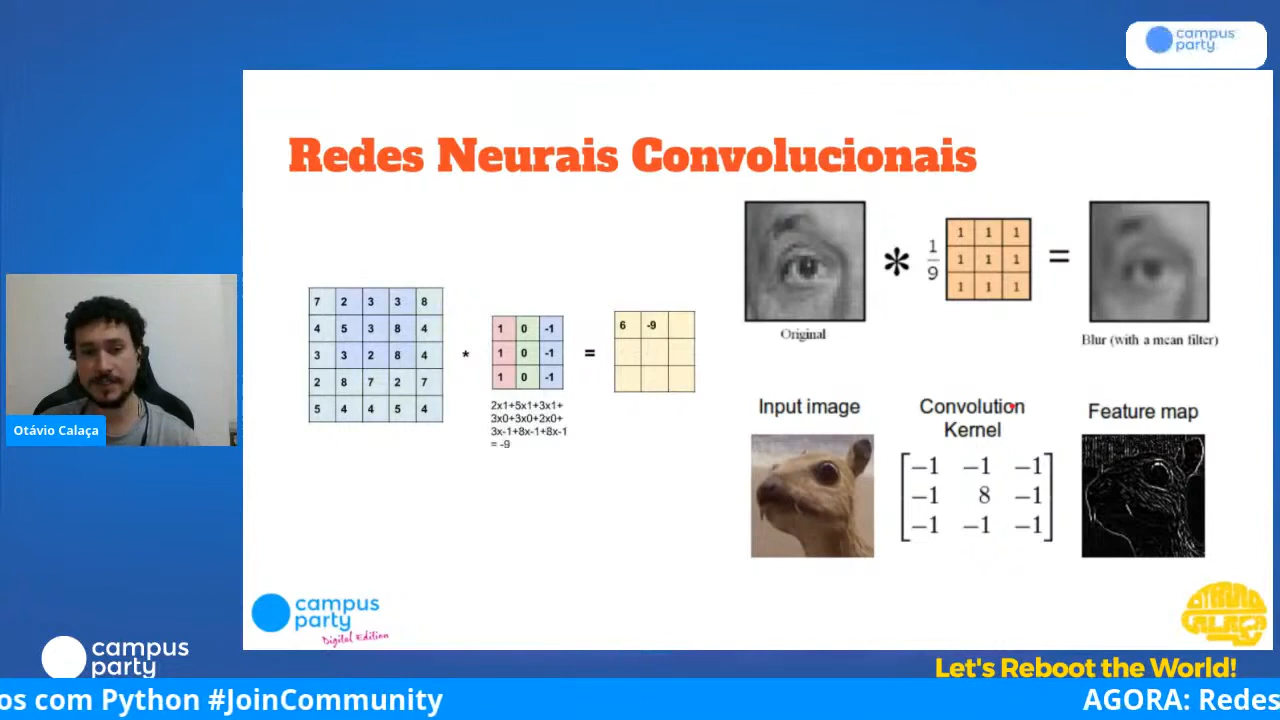 campus
party
Redes Neurais Convolucionais
7 2 3 3 8
4 5 3 8 4
3 3 2 8 4
2 8 7 2 7
5 4 4 5 4
*
1 0 -1
1 0 -1
1 0 -1
=
6 -9
2x1+5x1+3x1+
3x0+3x0+2x0+
3x-1+8x-1+8x-1
= -9
Original
*
1
9
1 1 1
1 1 1
1 1 1
=
Blur (with a mean filter)
Input image
Convolution
Kernel
−1 −1 −1
−1 8 −1
−1 −1 −1
Feature map
Otávio Calaça
campus
party
Digital Edition
OTÁVIO
CALAÇA
campus
party
Let's Reboot the World!
os com Python #JoinCommunity
AGORA: Redes